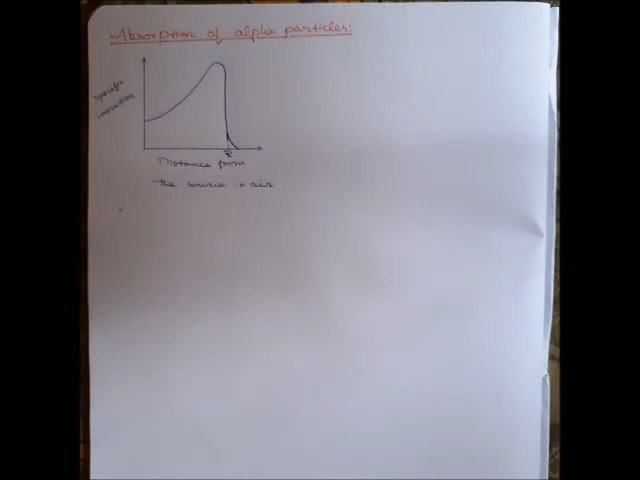 Absorption of alpha particles:
Specific
ionisation
R
Distance from
the source in air